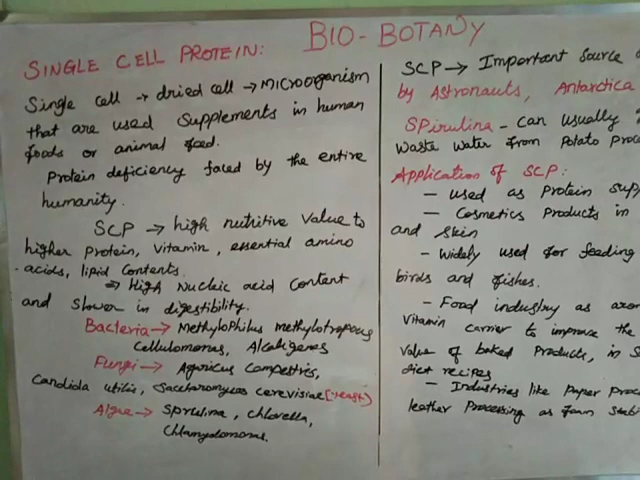 BIO-BOTANY
SINGLE CELL PROTEIN:
Single cell → dried cell → MICROorganism
that are used Supplements in human
foods or animal feed.
Protein deficiency faced by the entire
humanity.
SCP → high nutritive value to
higher Protein, vitamin, essential amino
acids, lipid contents.
⇒ High Nucleic acid Content
and slower in digestibility.
Bacteria → Methylophilus methylotropous
Cellulomonas, Alcaligenes
Fungi → Agaricus Campestris,
Candida utilis, Saccharomyces cerevisiae (yeast)
Algae → Sprulina, chlorella,
Chlamydomonas.
SCP → Important Source
by Astronauts, Antarctica
SPirulina - can usually
Waste water from Potato
Application of SCP:
- used as Protein
- Cosmetics Products in
and skin
- Widely used for feeding
birds and fishes.
- Food industry as
vitamin carrier to improve the
value of baked Products, in
diet recipes
- Industries like Paper
leather Processing as foam